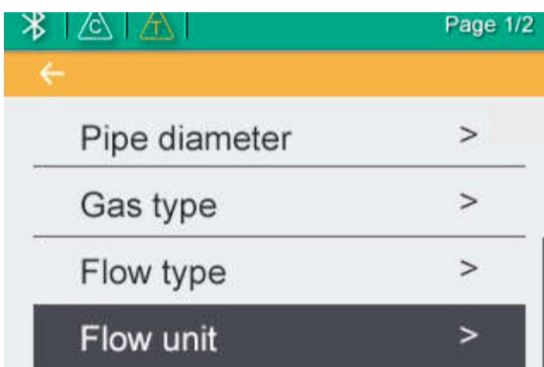 C T Page 1/2
←
Pipe diameter >
Gas type >
Flow type >
Flow unit >